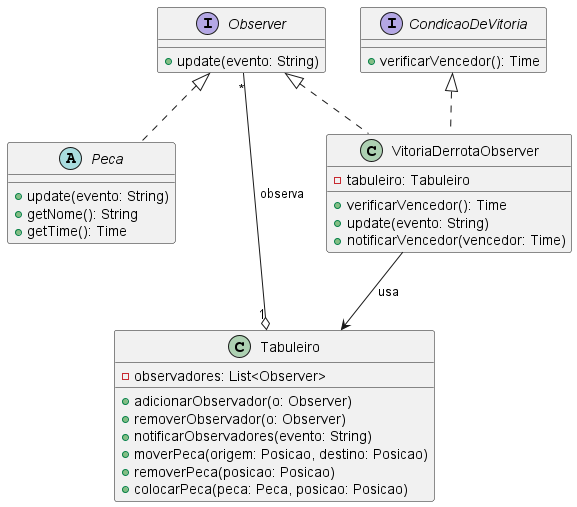 I Observer
update(evento: String)
I CondicaoDeVitoria
verificarVencedor(): Time
A Peca
update(evento: String)
getNome(): String
getTime(): Time
C VitoriaDerrotaObserver
tabuleiro: Tabuleiro
verificarVencedor(): Time
update(evento: String)
notificarVencedor(vencedor: Time)
*
observa
1
usa
C Tabuleiro
observadores: List<Observer>
adicionarObservador(o: Observer)
removerObservador(o: Observer)
notificarObservadores(evento: String)
moverPeca(origem: Posicao, destino: Posicao)
removerPeca(posicao: Posicao)
colocarPeca(peca: Peca, posicao: Posicao)